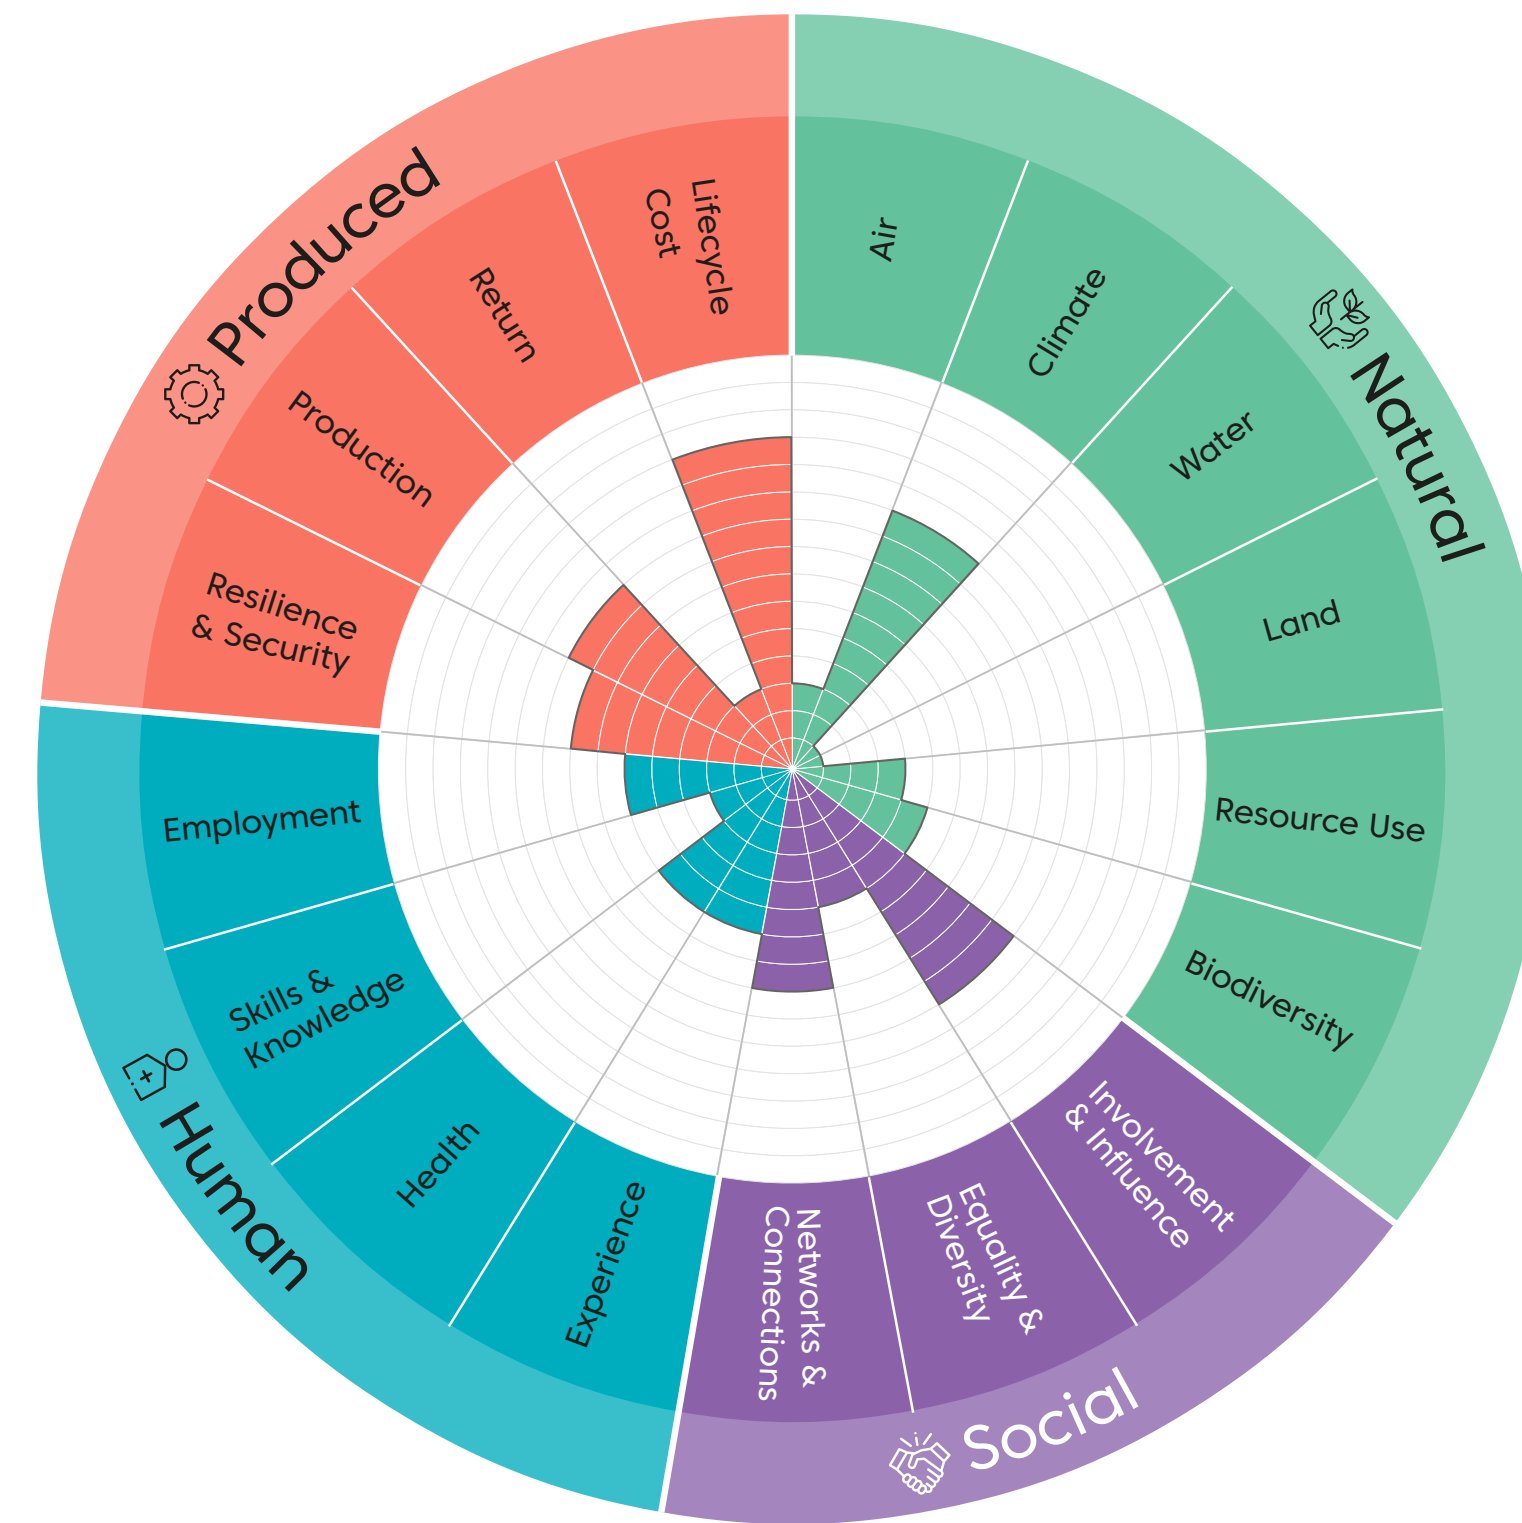 Natural
Air
Climate
Water
Land
Resource Use
Biodiversity
Social
Involvement
& Influence
Equality &
Diversity
Networks &
Connections
Human
Experience
Health
Skills &
Knowledge
Employment
Produced
Resilience
& Security
Production
Return
Lifecycle
Cost